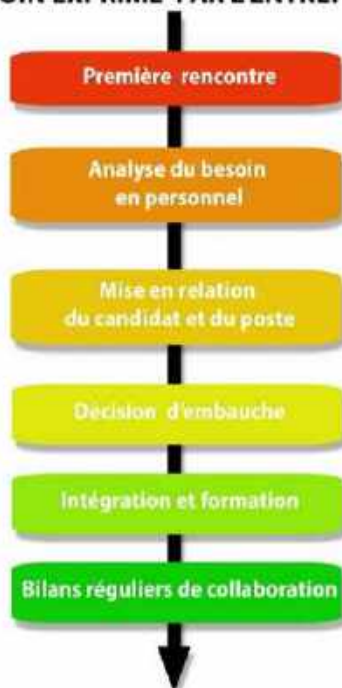 Première rencontre
Analyse du besoin
en personnel
Mise en relation
du candidat et du poste
Décision d'embauche
Intégration et formation
Bilans réguliers de collaboration